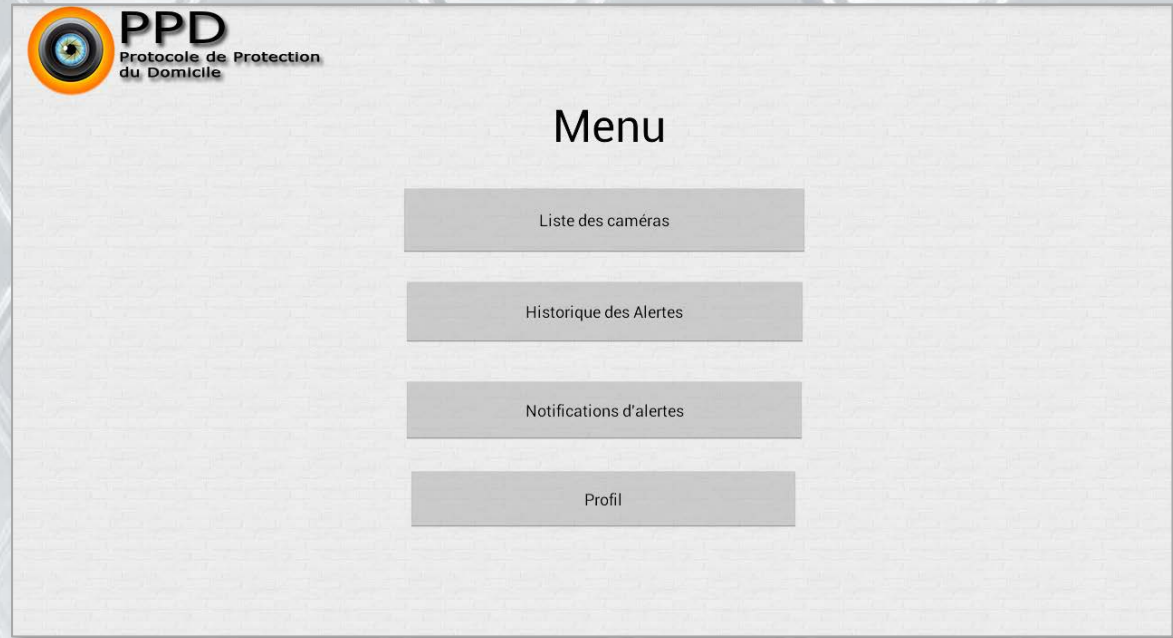 PPD
Protocole de Protection
du Domicile
Menu
Liste des caméras
Historique des Alertes
Notifications d'alertes
Profil